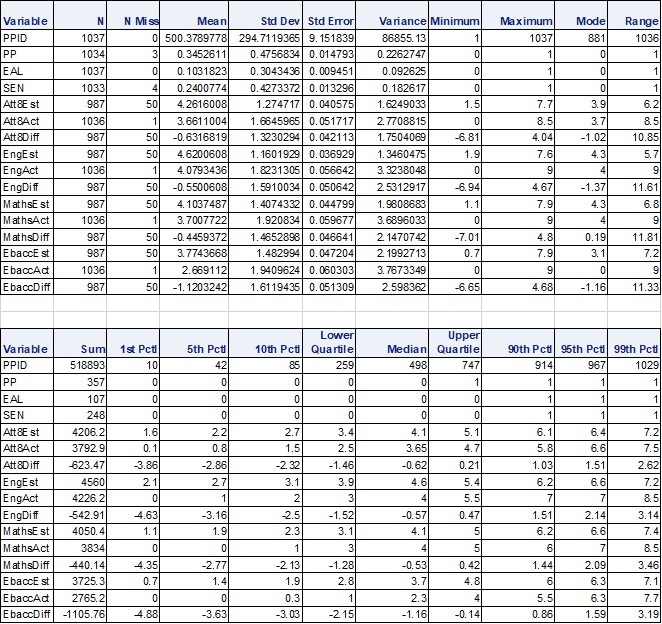 Variable N N Miss Mean Std Dev Std Error Variance Minimum Maximum Mode Range
PPID 1037 0 500.3789778 294.7119365 9.151839 86855.13 1 1037 881 1036
PP 1034 3 0.3452611 0.4756834 0.014793 0.2262747 0 1 0 1
EAL 1037 0 0.1031823 0.3043436 0.009451 0.092625 0 1 0 1
SEN 1033 4 0.2400774 0.4273372 0.013296 0.182617 0 1 0 1
Att8Est 987 50 4.2616008 1.274717 0.040575 1.6249033 1.5 7.7 3.9 6.2
Att8Act 1036 1 3.6611004 1.6645965 0.051717 2.7708815 0 8.5 3.7 8.5
Att8Diff 987 50 -0.6316819 1.3230294 0.042113 1.7504069 -6.81 4.04 -1.02 10.85
EngEst 987 50 4.6200608 1.1601929 0.036929 1.3460475 1.9 7.6 4.3 5.7
EngAct 1036 1 4.0793436 1.8231305 0.056642 3.3238048 0 9 4 9
EngDiff 987 50 -0.5500608 1.5910034 0.050642 2.5312917 -6.94 4.67 -1.37 11.61
MathsEst 987 50 4.1037487 1.4074332 0.044799 1.9808683 1.1 7.9 4.3 6.8
MathsAct 1036 1 3.7007722 1.920834 0.059677 3.6896033 0 9 4 9
MathsDiff 987 50 -0.4459372 1.4652898 0.046641 2.1470742 -7.01 4.8 0.19 11.81
EbaccEst 987 50 3.7743668 1.482994 0.047204 2.1992713 0.7 7.9 3.1 7.2
EbaccAct 1036 1 2.669112 1.9409624 0.060303 3.7673349 0 9 0 9
EbaccDiff 987 50 -1.1203242 1.6119435 0.051309 2.598362 -6.65 4.68 -1.16 11.33
Lower Upper
Variable Sum 1st Pctl 5th Pctl 10th Pctl Quartile Median Quartile 90th Pctl 95th Pctl 99th Pctl
PPID 518893 10 42 85 259 498 747 914 967 1029
PP 357 0 0 0 0 0 1 1 1 1
EAL 107 0 0 0 0 0 0 1 1 1
SEN 248 0 0 0 0 0 0 1 1 1
Att8Est 4206.2 1.6 2.2 2.7 3.4 4.1 5.1 6.1 6.4 7.2
Att8Act 3792.9 0.1 0.8 1.5 2.5 3.65 4.7 5.8 6.6 7.5
Att8Diff -623.47 -3.86 -2.86 -2.32 -1.46 -0.62 0.21 1.03 1.51 2.62
EngEst 4560 2.1 2.7 3.1 3.9 4.6 5.4 6.2 6.6 7.2
EngAct 4226.2 0 1 2 3 4 5.5 7 7 8.5
EngDiff -542.91 -4.63 -3.16 -2.5 -1.52 -0.57 0.47 1.51 2.14 3.14
MathsEst 4050.4 1.1 1.9 2.3 3.1 4.1 5 6.2 6.6 7.4
MathsAct 3834 0 0 1 3 4 5 6 7 8.5
MathsDiff -440.14 -4.35 -2.77 -2.13 -1.28 -0.53 0.42 1.44 2.09 3.46
EbaccEst 3725.3 0.7 1.4 1.9 2.8 3.7 4.8 6 6.3 7.1
EbaccAct 2765.2 0 0 0.3 1 2.3 4 5.5 6.3 7.7
EbaccDiff -1105.76 -4.88 -3.63 -3.03 -2.15 -1.16 -0.14 0.86 1.59 3.19